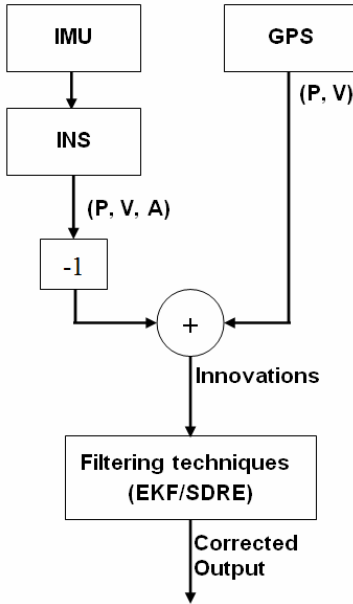 IMU
GPS
INS
(P, V)
(P, V, A)
-1
+
Innovations
Filtering techniques
(EKF/SDRE)
Corrected
Output